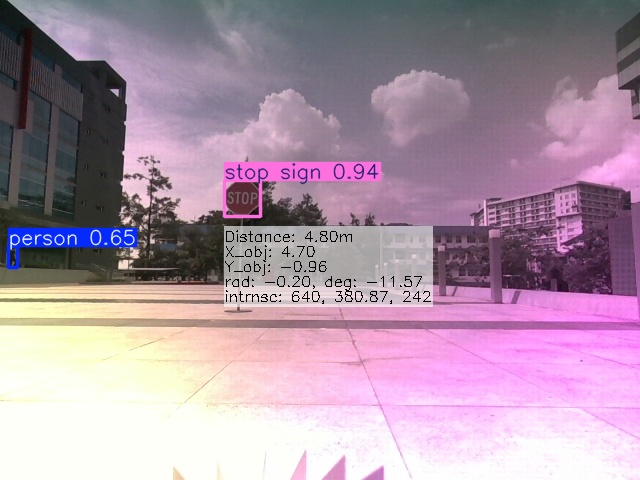 stop sign 0.94
STOP
person 0.65
Distance: 4.80m
X_obj: 4.70
Y_obj: -0.96
rad: -0.20, deg: -11.57
intrnsc: 640, 380.87, 242